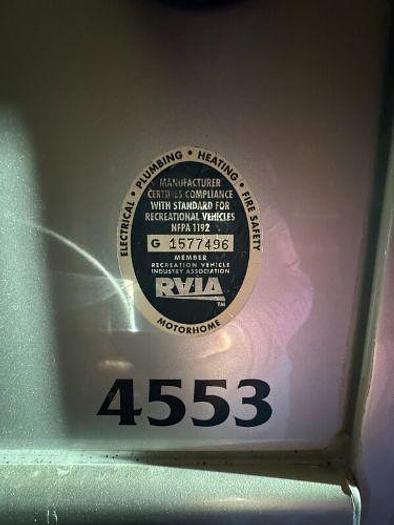 ELECTRICAL • PLUMBING • HEATING • FIRE SAFETY
MANUFACTURER
CERTIFIES COMPLIANCE
WITH STANDARD FOR
RECREATIONAL VEHICLES
NFPA 1192
G 1577496
MEMBER
RECREATION VEHICLE
INDUSTRY ASSOCIATION
RVIA
TM
MOTORHOME
4553